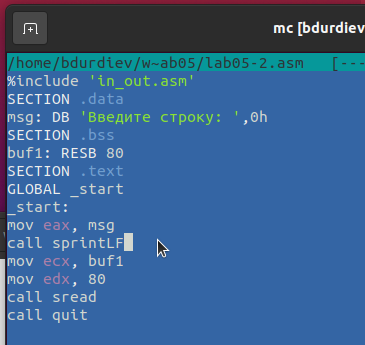 mc [bdurdiev
/home/bdurdiev/w~ab05/lab05-2.asm [---
%include 'in_out.asm'
SECTION .data
msg: DB 'Введите строку: ',0h
SECTION .bss
buf1: RESB 80
SECTION .text
GLOBAL _start
_start:
mov eax, msg
call sprintLF
mov ecx, buf1
mov edx, 80
call sread
call quit